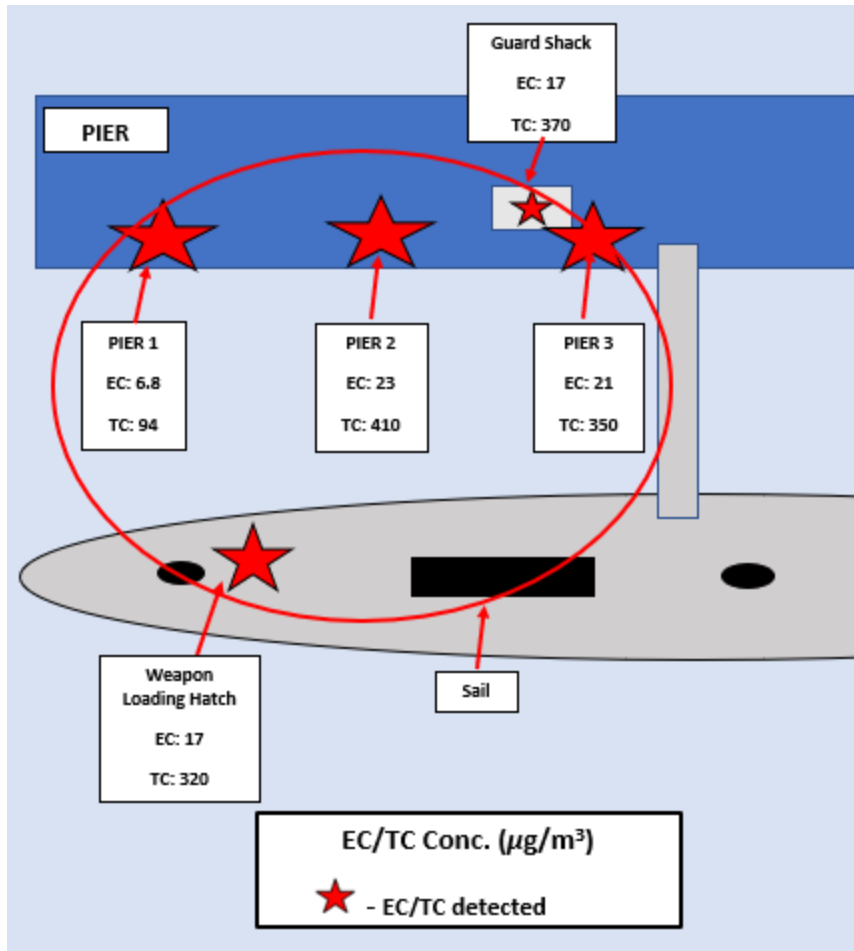 Guard Shack
EC: 17
TC: 370
PIER
PIER 1
EC: 6.8
TC: 94
PIER 2
EC: 23
TC: 410
PIER 3
EC: 21
TC: 350
Weapon
Loading Hatch
EC: 17
TC: 320
Sail
EC/TC Conc. (µg/m³)
- EC/TC detected